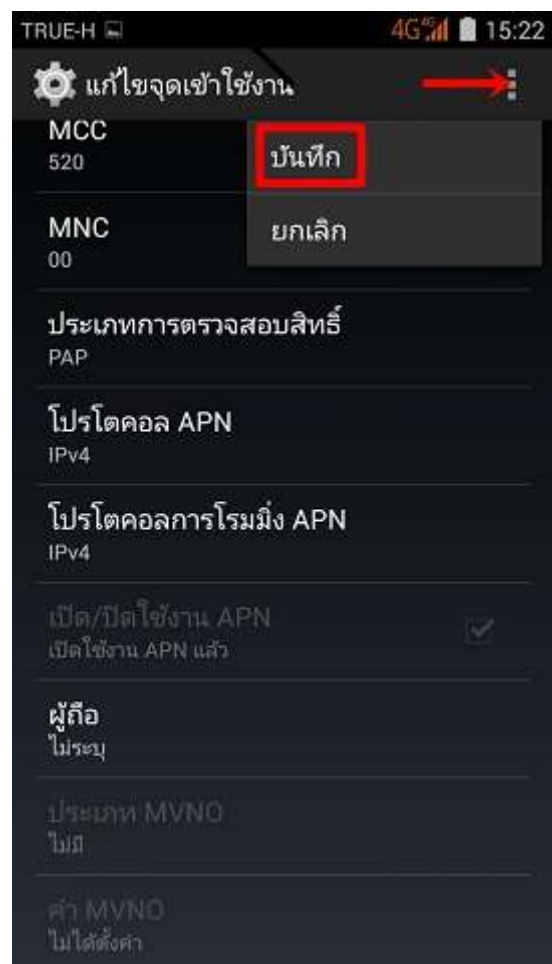 TRUE-H 4G 4G 15:22
แก้ไขจุดเข้าใช้งาน
MCC
520
บันทึก
MNC
00
ยกเลิก
ประเภทการตรวจสอบสิทธิ์
PAP
โปรโตคอล APN
IPv4
โปรโตคอลการโรมมิ่ง APN
IPv4
เปิด/ปิดใช้งาน APN
เปิดใช้งาน APN แล้ว
ผู้ถือ
ไม่ระบุ
ประเภท MVNO
ไม่มี
ค่า MVNO
ไม่ได้ตั้งค่า